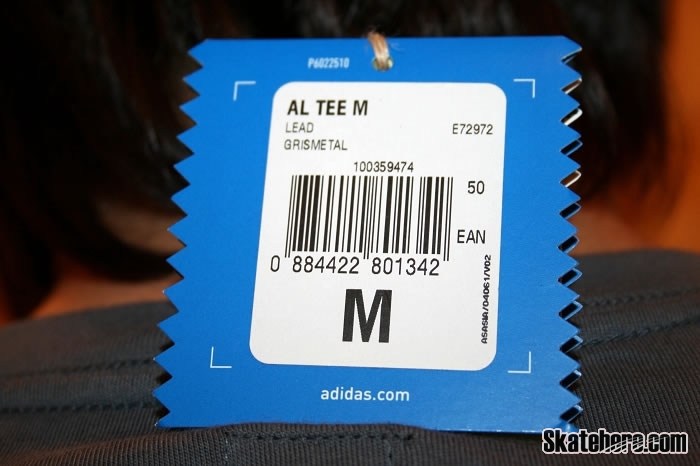 P6022510
AL TEE M
LEAD E72972
GRISMETAL
100359474
50
EAN
0 884422 801342
M
ASASIA/04061/V02
adidas.com
Skatehere.com